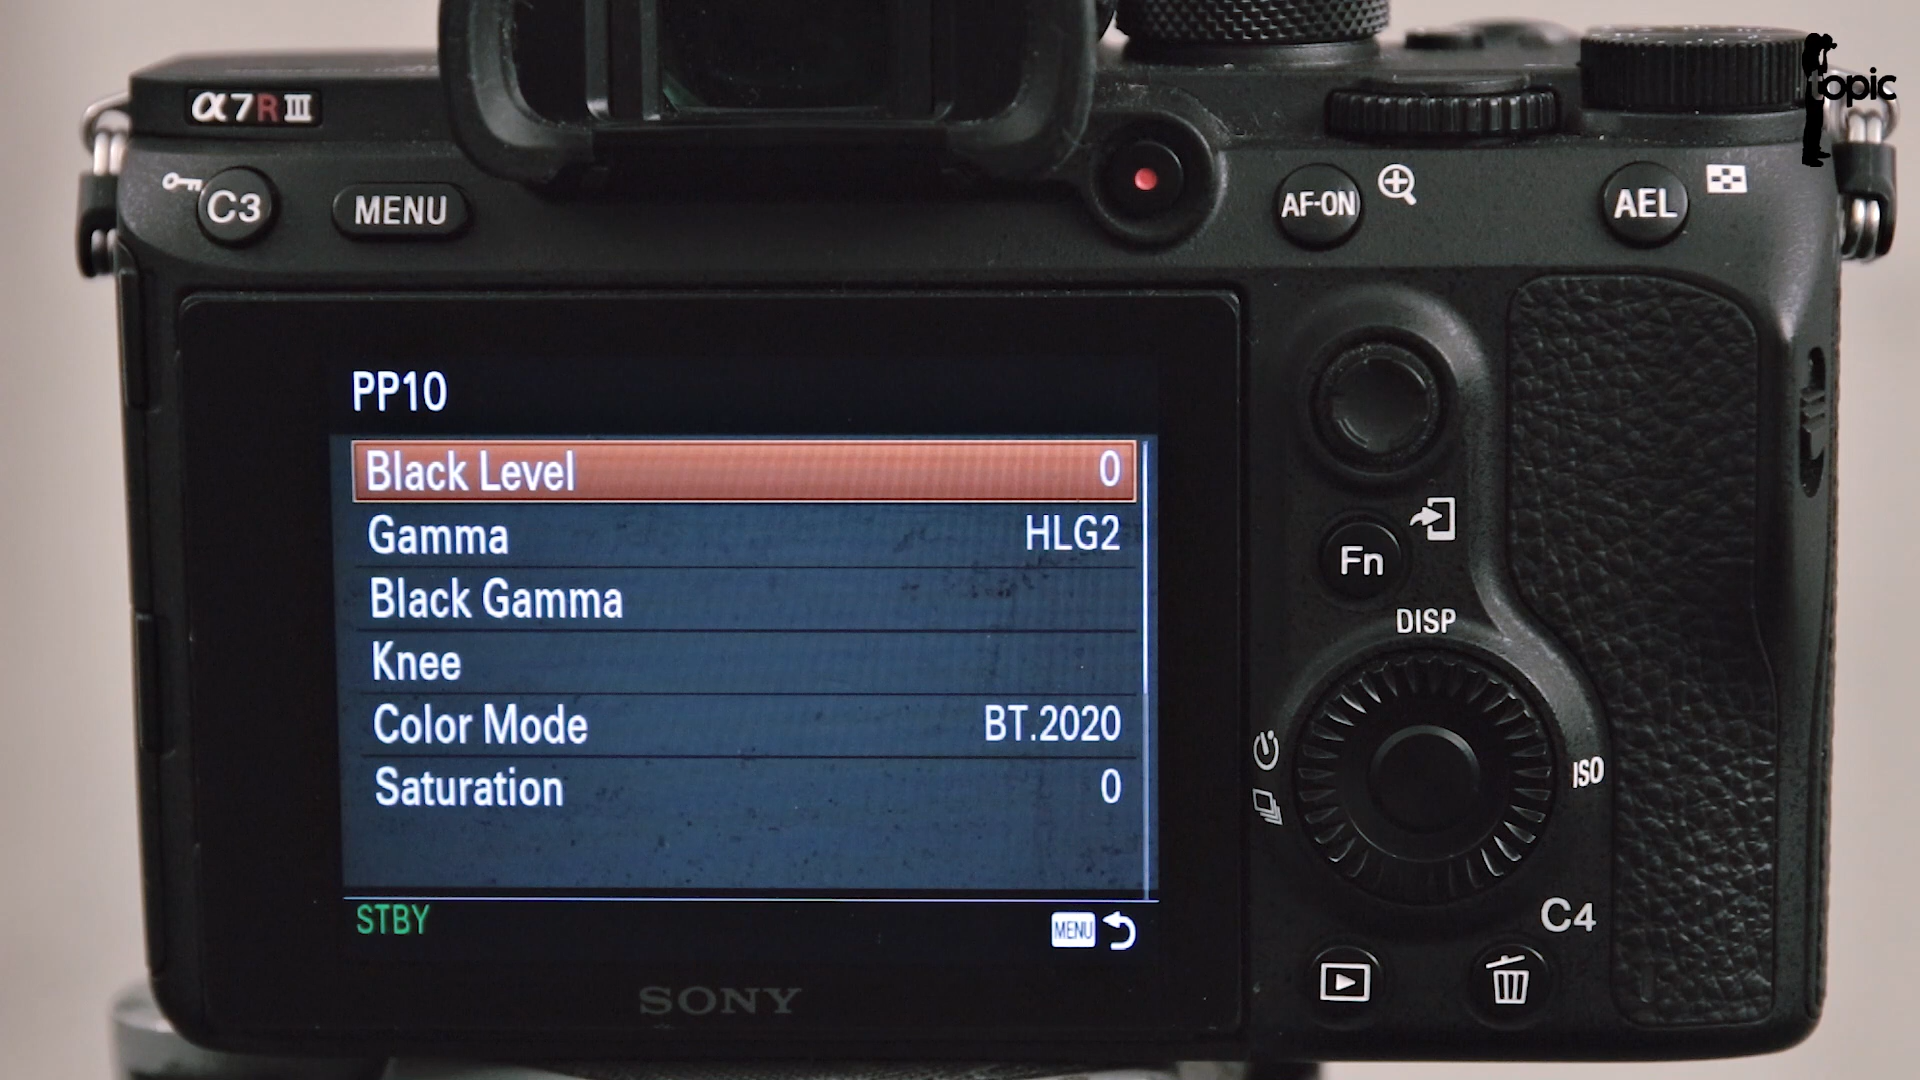 α7RIII
topic
C3
MENU
AF-ON
AEL
PP10
Black Level 0
Gamma HLG2
Black Gamma
Knee
Color Mode BT.2020
Saturation 0
STBY
MENU
Fn
DISP
ISO
C4
SONY